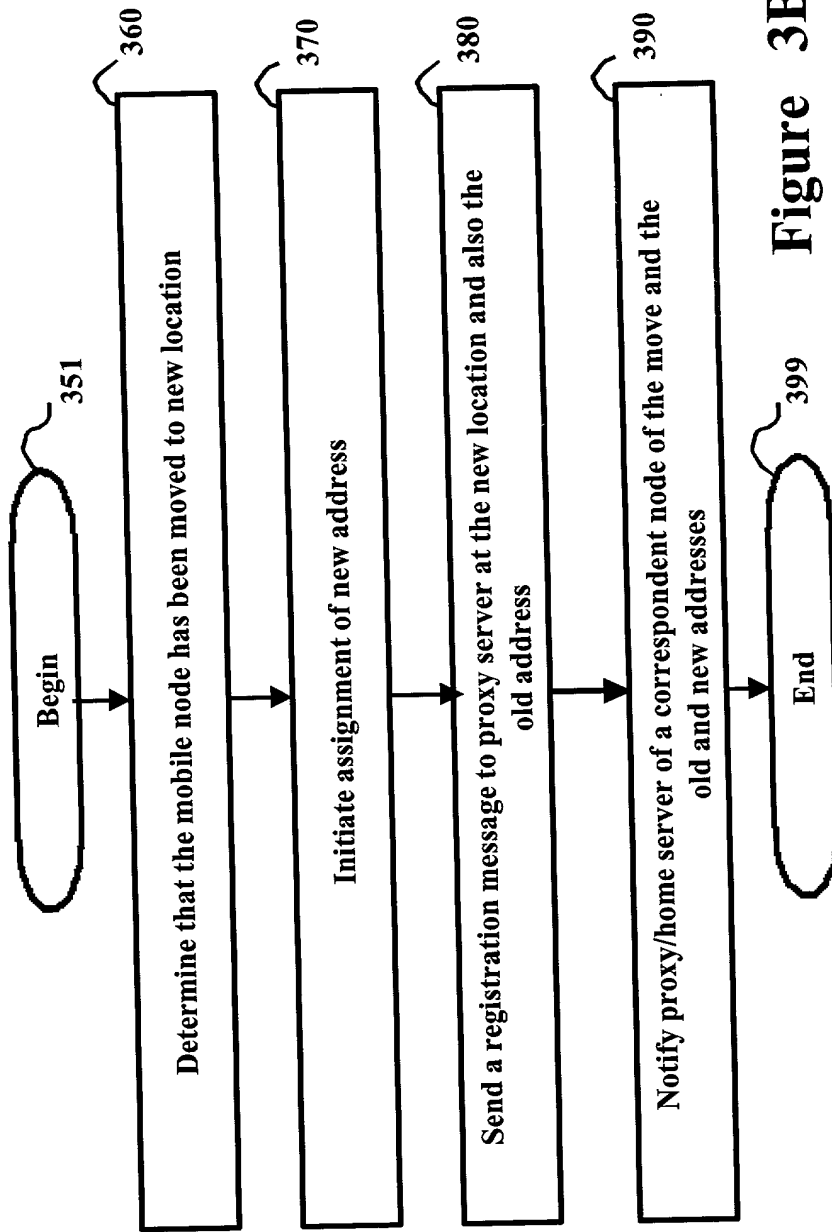 Begin
351
Determine that the mobile node has been moved to new location
360
Initiate assignment of new address
370
Send a registration message to proxy server at the new location and also the
old address
380
Notify proxy/home server of a correspondent node of the move and the
old and new addresses
390
End
399
Figure 3B